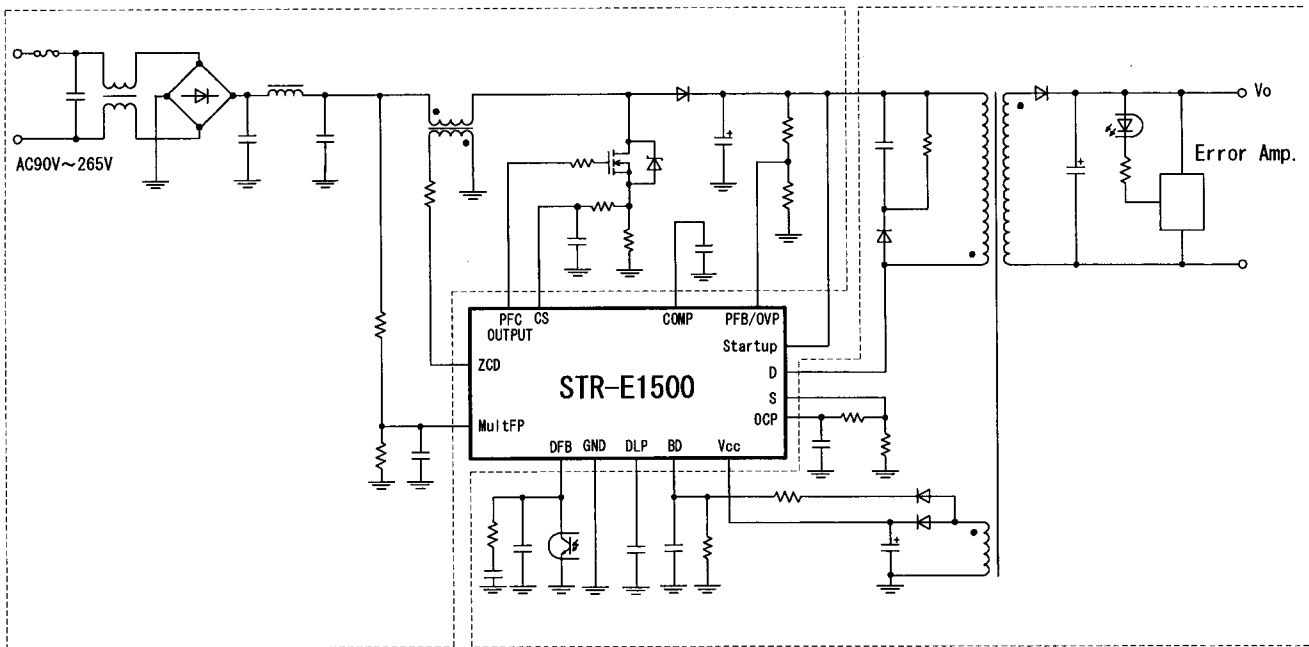 AC90V～265V
Vo
Error Amp.
PFC
OUTPUT
CS
COMP
PFB/OVP
Startup
ZCD
D
STR-E1500
S
OCP
MultFP
DFB
GND
DLP
BD
Vcc